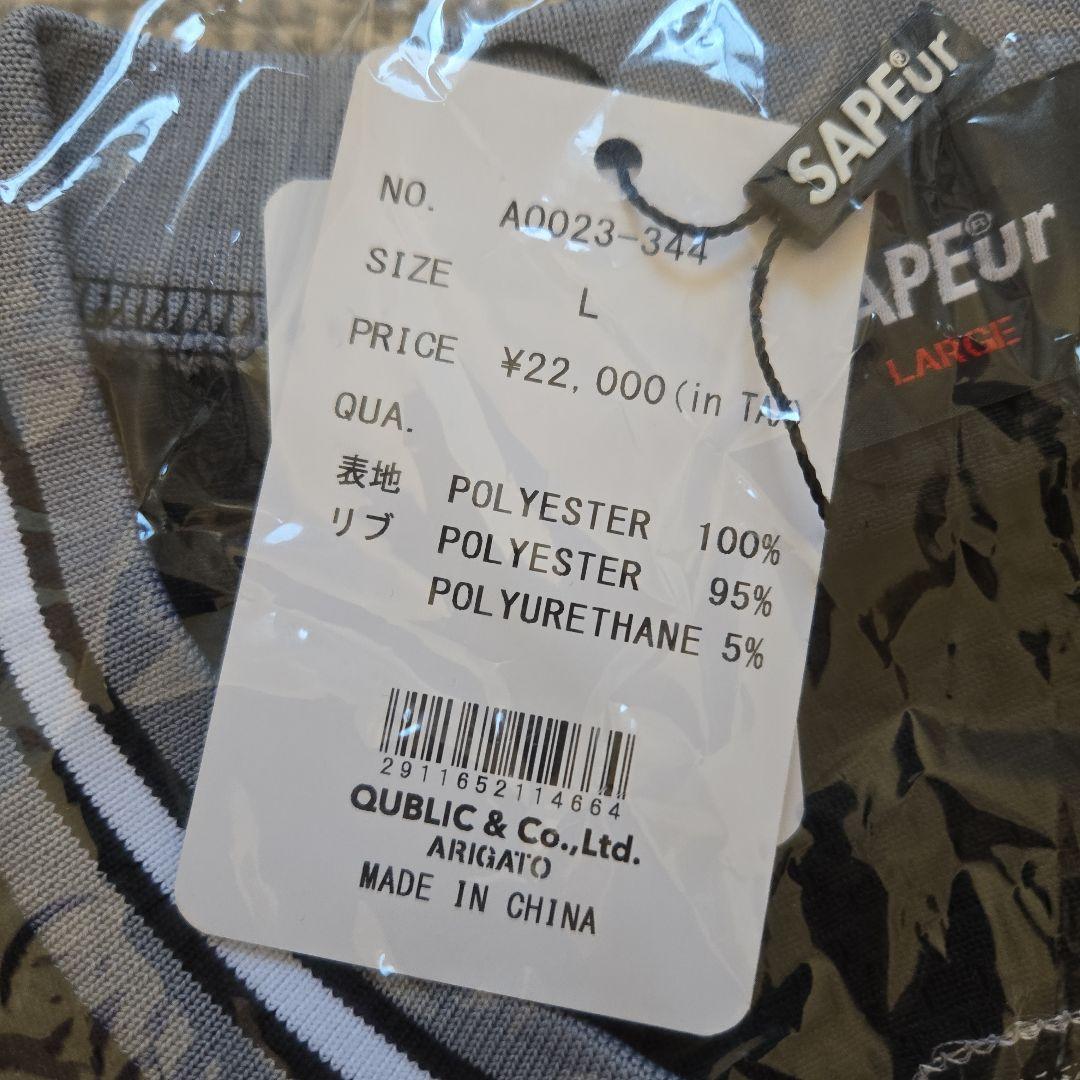 SAPEur®
APEur®
LARGE
NO. A0023-344
SIZE L
PRICE ¥22,000(in TAX)
QUA.
表地 POLYESTER 100%
リブ POLYESTER 95%
POLYURETHANE 5%
2911652114664
QUBLIC & Co.,Ltd.
ARIGATO
MADE IN CHINA